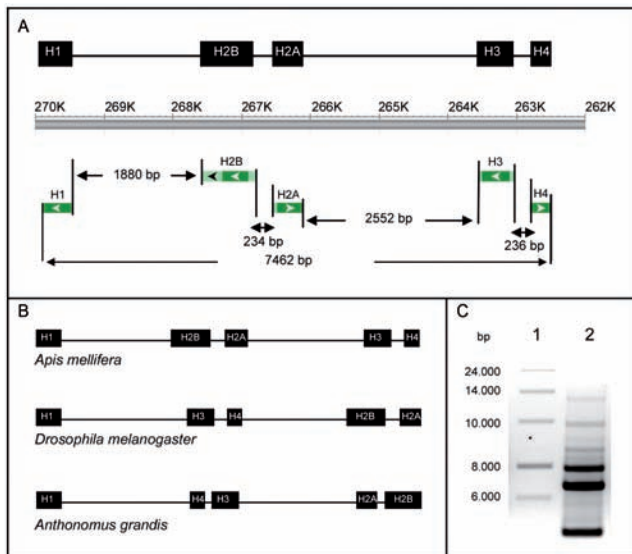 A
H1 H2B H2A H3 H4
270K 269K 268K 267K 266K 265K 264K 263K 262K
H2B H3
1880 bp
H1 H2A H4
2552 bp
234 bp 236 bp
7462 bp
B
H1 H2B H2A H3 H4
Apis mellifera
H1 H3 H4 H2B H2A
Drosophila melanogaster
H1 H4 H3 H2A H2B
Anthonomus grandis
C
bp 1 2
24.000
14.000
10.000
8.000
6.000